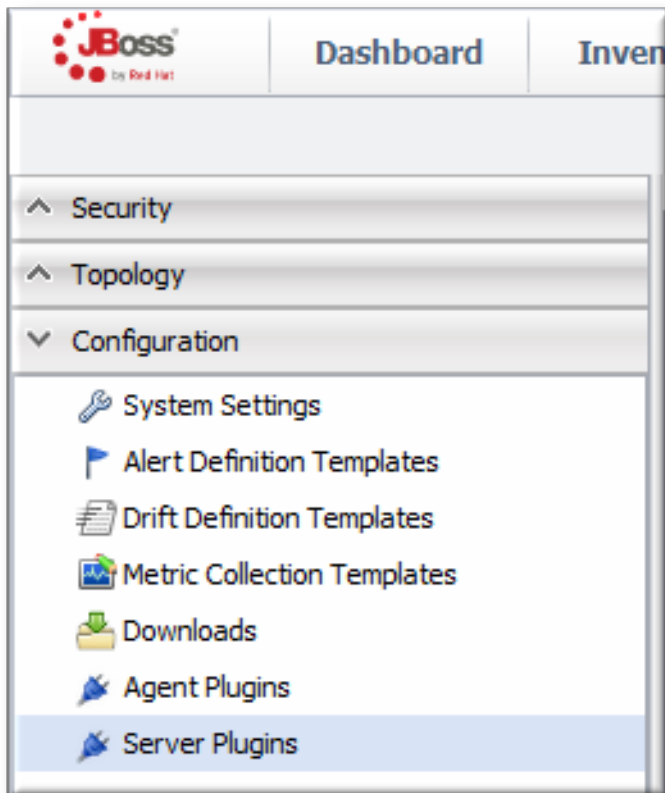 JBoss
by Red Hat
Dashboard
Inven
Security
Topology
Configuration
System Settings
Alert Definition Templates
Drift Definition Templates
Metric Collection Templates
Downloads
Agent Plugins
Server Plugins